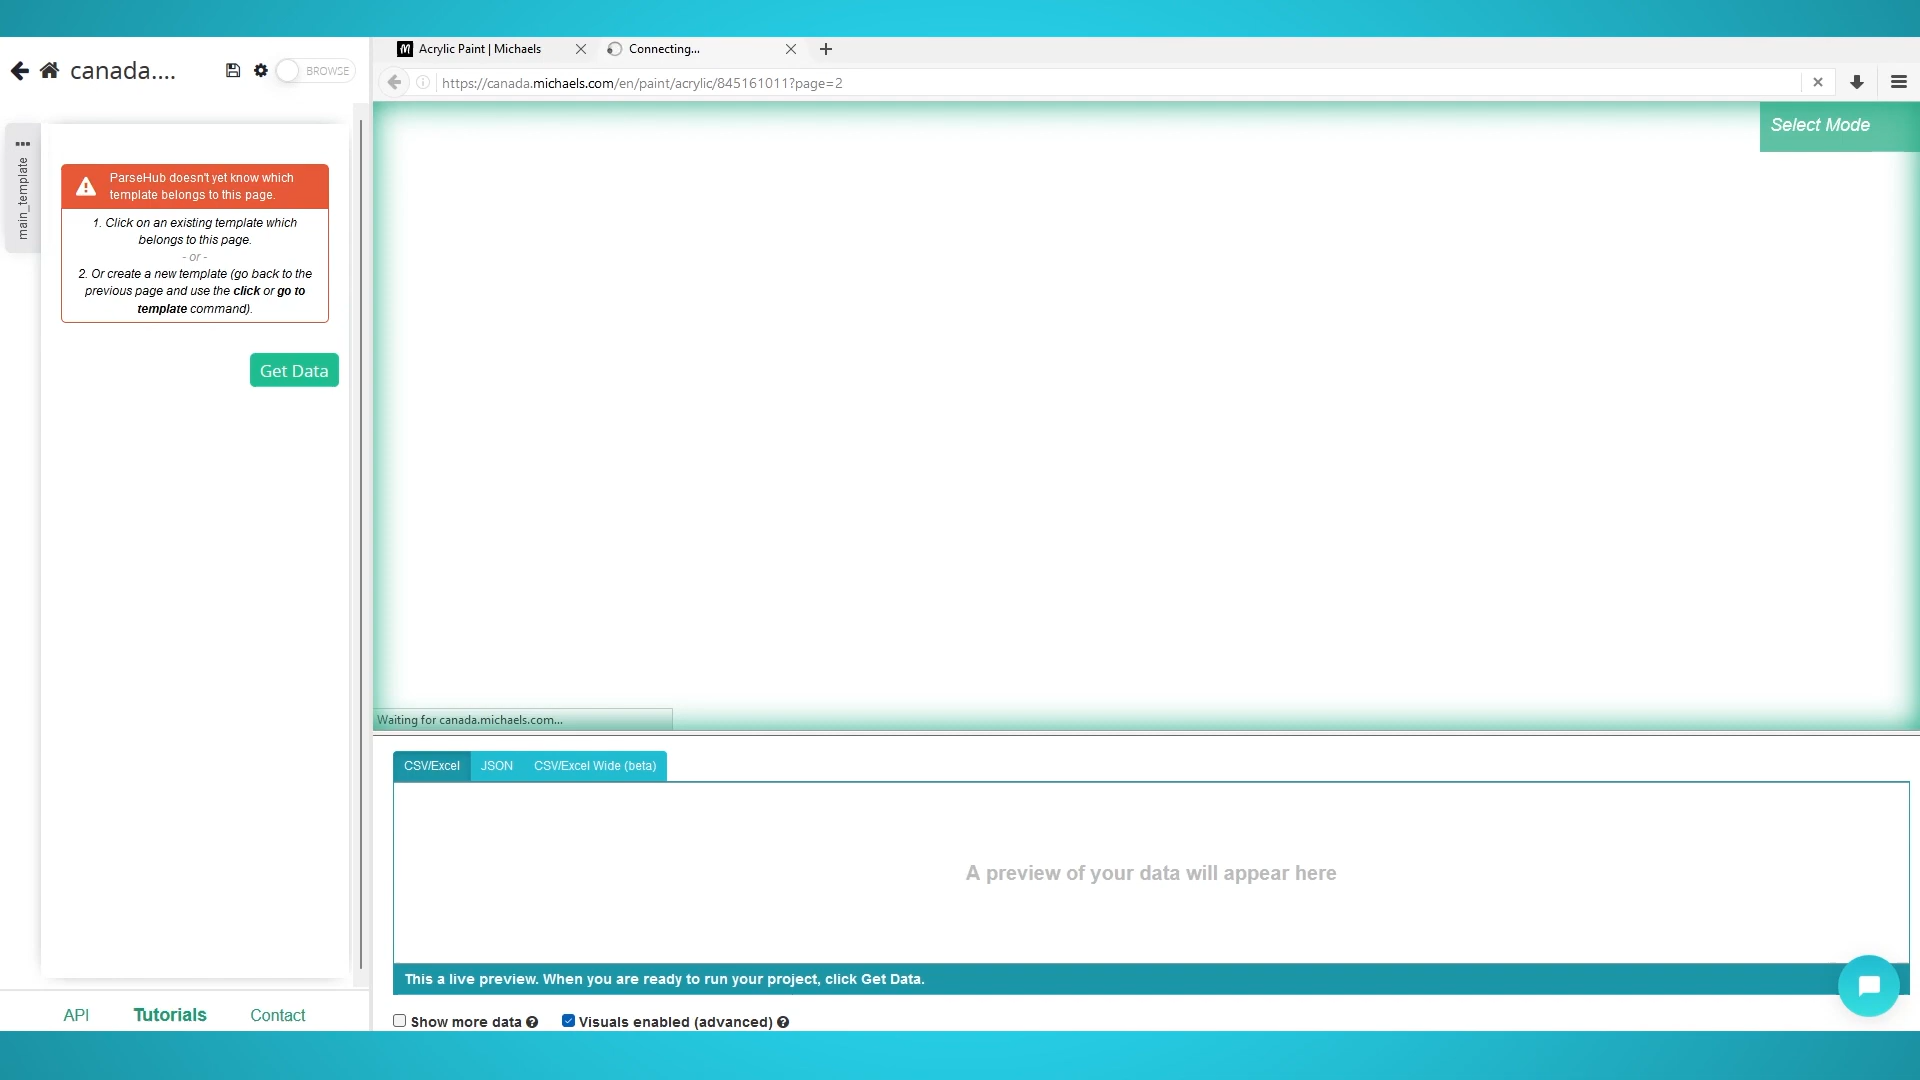 canada....
BROWSE
Acrylic Paint | Michaels
Connecting...
https://canada.michaels.com/en/paint/acrylic/845161011?page=2
Select Mode
main_template
ParseHub doesn't yet know which
template belongs to this page.
1. Click on an existing template which
belongs to this page.
- or -
2. Or create a new template (go back to the
previous page and use the click or go to
template command).
Get Data
Waiting for canada.michaels.com...
CSV/Excel
JSON
CSV/Excel Wide (beta)
A preview of your data will appear here
This a live preview. When you are ready to run your project, click Get Data.
API
Tutorials
Contact
Show more data
Visuals enabled (advanced)